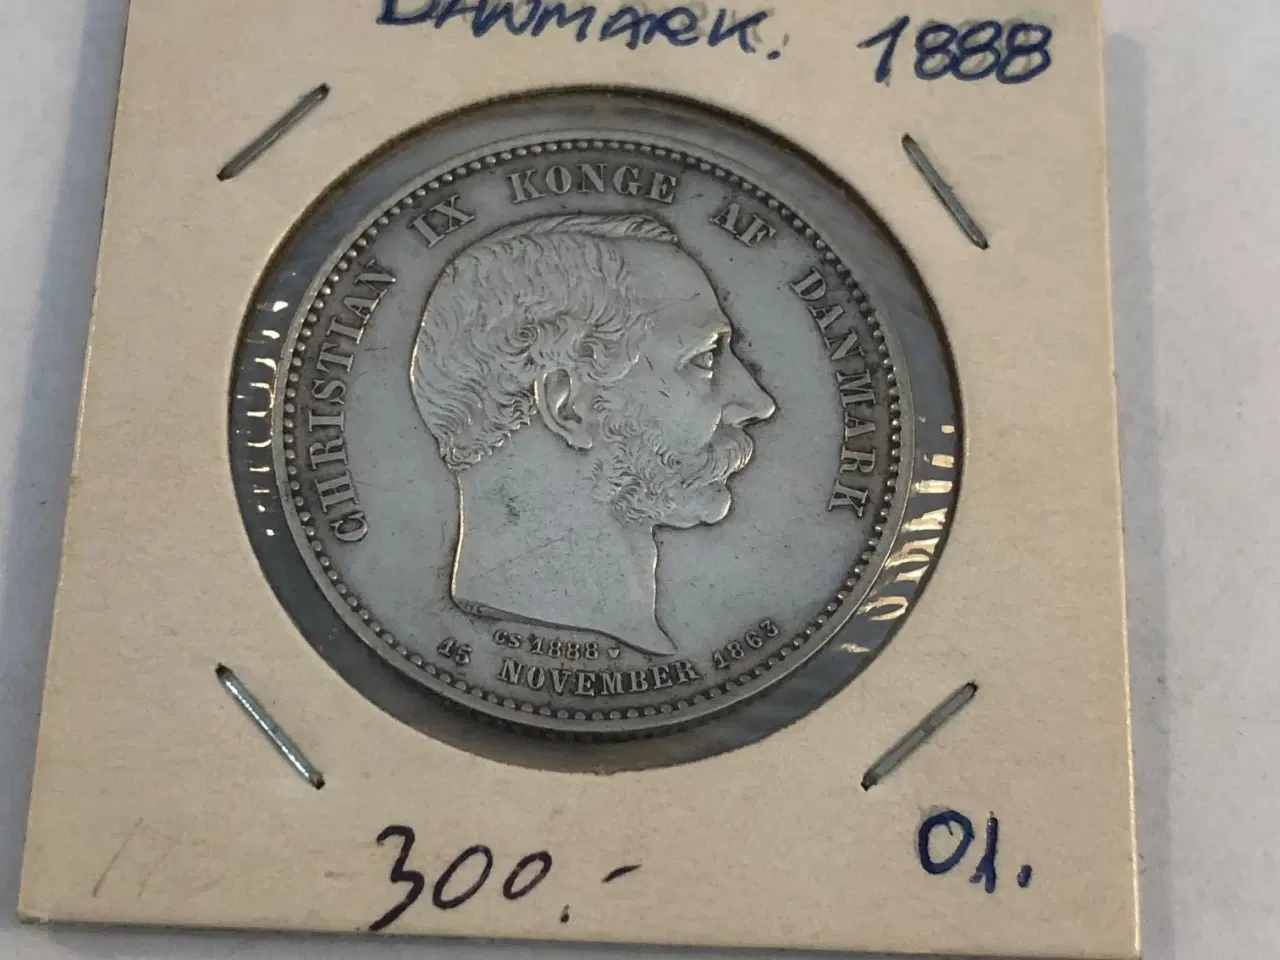 DANMARK. 1888
CHRISTIAN IX KONGE AF DANMARK
CS 1888
15 NOVEMBER 1863
300.-
01.